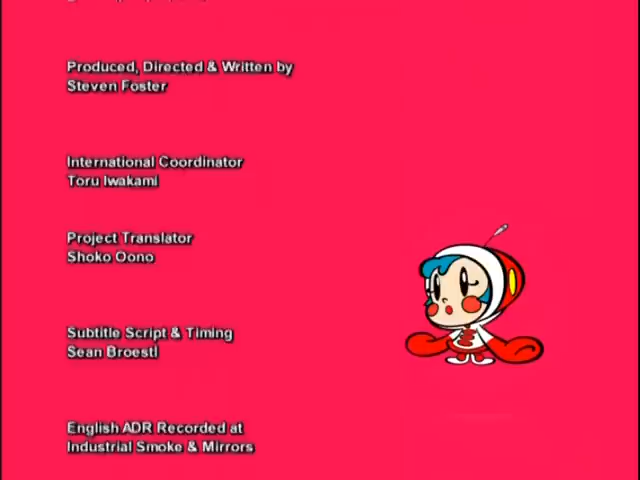 Produced, Directed & Written by
Steven Foster
International Coordinator
Toru Iwakami
Project Translator
Shoko Oono
Subtitle Script & Timing
Sean Broestl
English ADR Recorded at
Industrial Smoke & Mirrors